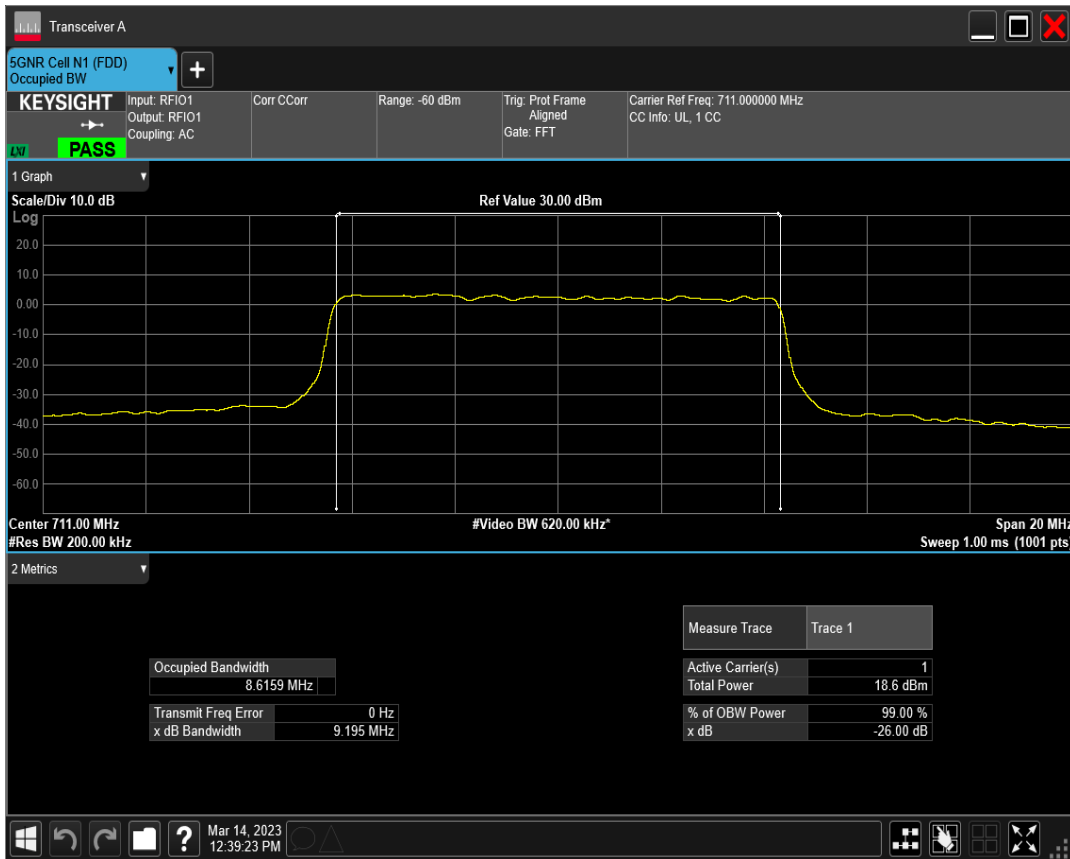 Transceiver A
5GNR Cell N1 (FDD)
Occupied BW
+
KEYSIGHT
LXI
PASS
Input: RFIO1
Output: RFIO1
Coupling: AC
Corr CCorr
Range: -60 dBm
Trig: Prot Frame
Aligned
Gate: FFT
Carrier Ref Freq: 711.000000 MHz
CC Info: UL, 1 CC
1 Graph
Scale/Div 10.0 dB
Ref Value 30.00 dBm
Log
20.0
10.0
0.00
-10.0
-20.0
-30.0
-40.0
-50.0
-60.0
Center 711.00 MHz
#Video BW 620.00 kHz*
Span 20 MHz
#Res BW 200.00 kHz
Sweep 1.00 ms (1001 pts)
2 Metrics
Measure Trace Trace 1
Occupied Bandwidth
8.6159 MHz
Active Carrier(s) 1
Total Power 18.6 dBm
Transmit Freq Error 0 Hz
x dB Bandwidth 9.195 MHz
% of OBW Power 99.00 %
x dB -26.00 dB
?
Mar 14, 2023
12:39:23 PM